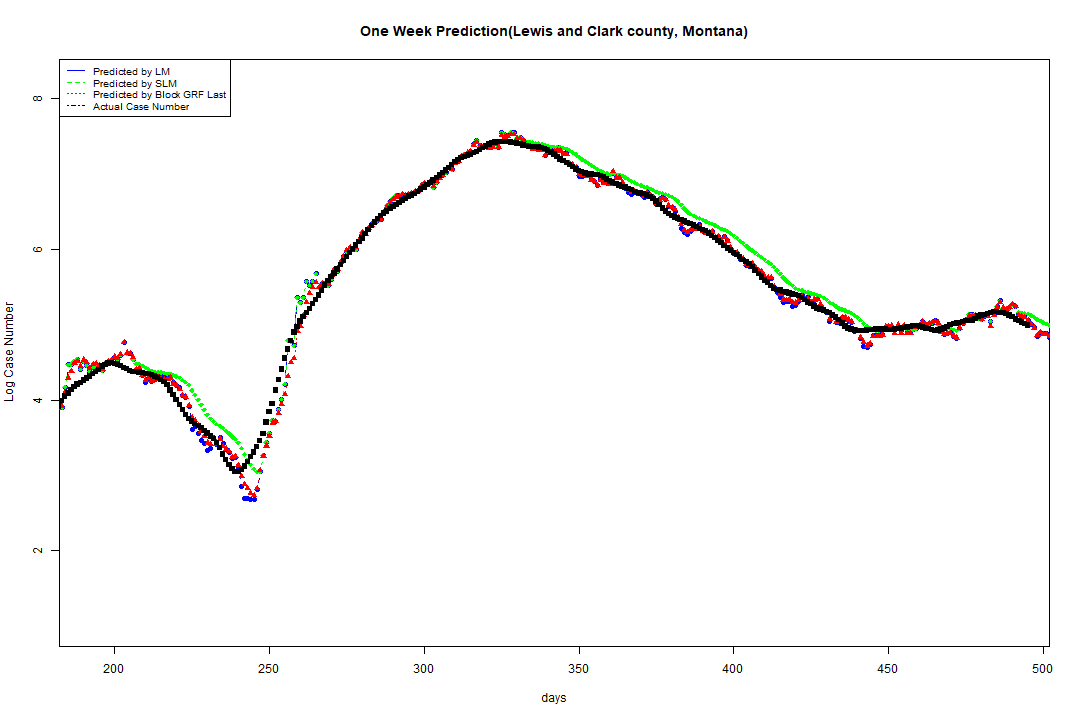 One Week Prediction(Lewis and Clark county, Montana)
Predicted by LM
Predicted by SLM
Predicted by Block GRF Last
Actual Case Number
8
6
4
2
Log Case Number
200 250 300 350 400 450 500
days